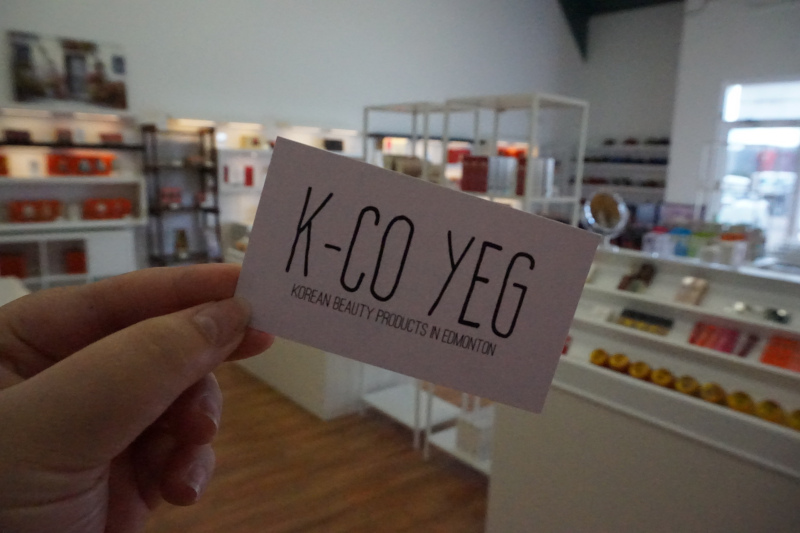 K-CO YEG
KOREAN BEAUTY PRODUCTS IN EDMONTON